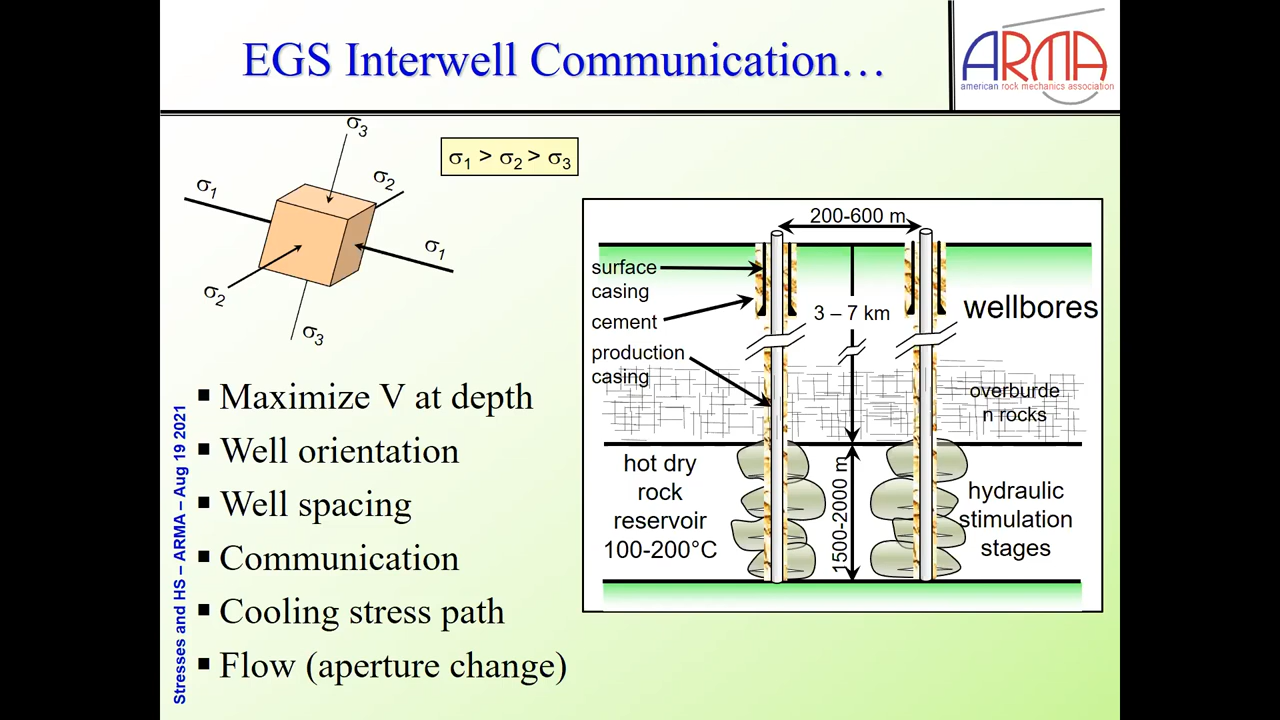 EGS Interwell Communication…
ARMA
american rock mechanics association
σ3
σ2
σ1
σ1
σ2
σ3
σ1 > σ2 > σ3
Maximize V at depth
Well orientation
Well spacing
Communication
Cooling stress path
Flow (aperture change)
Stresses and HS – ARMA – Aug 19 2021
200-600 m
surface
casing
cement
production
casing
3 – 7 km
wellbores
overburde
n rocks
hot dry
rock
reservoir
100-200°C
1500-2000 m
hydraulic
stimulation
stages